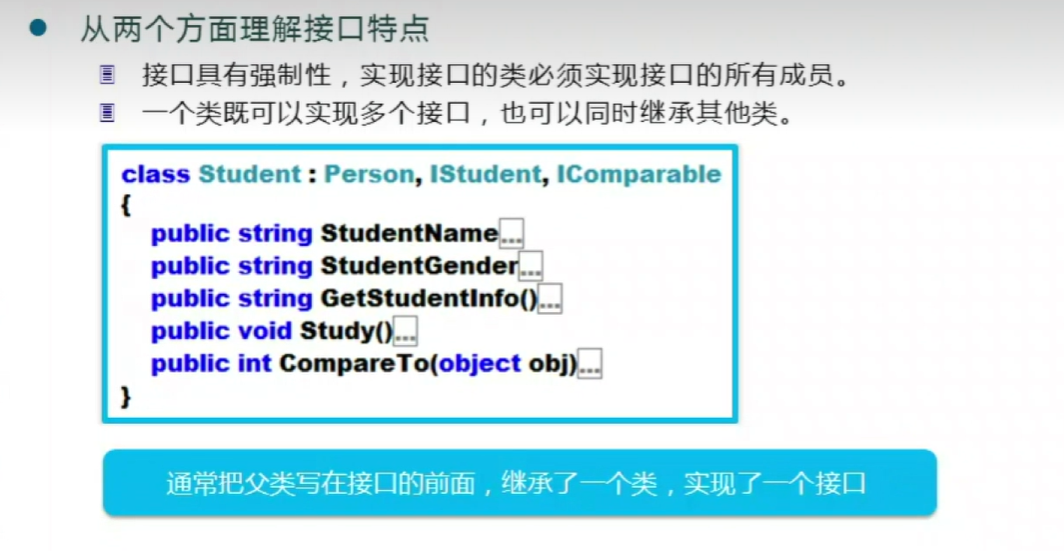 从两个方面理解接口特点
接口具有强制性，实现接口的类必须实现接口的所有成员。
一个类既可以实现多个接口，也可以同时继承其他类。
class Student : Person, IStudent, IComparable
{
public string StudentName...
public string StudentGender...
public string GetStudentInfo()...
public void Study()...
public int CompareTo(object obj)...
}
通常把父类写在接口的前面，继承了一个类，实现了一个接口